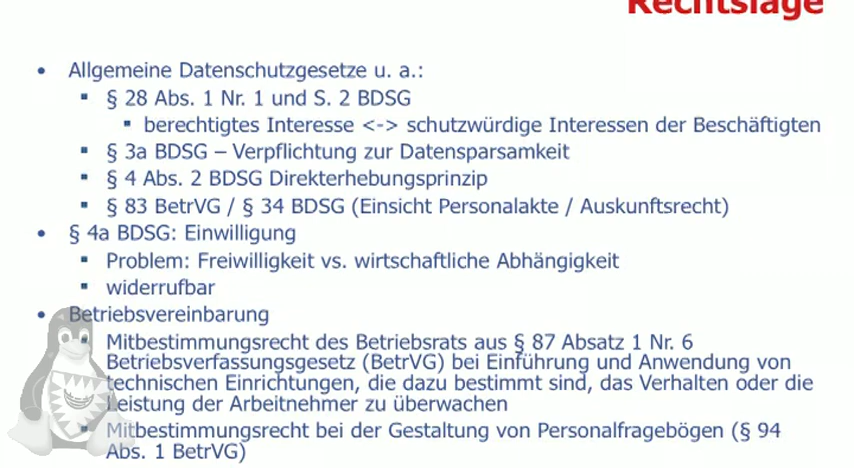 Rechtslage
• Allgemeine Datenschutzgesetze u. a.:
▪ § 28 Abs. 1 Nr. 1 und S. 2 BDSG
▪ berechtigtes Interesse <-> schutzwürdige Interessen der Beschäftigten
▪ § 3a BDSG – Verpflichtung zur Datensparsamkeit
▪ § 4 Abs. 2 BDSG Direkterhebungsprinzip
▪ § 83 BetrVG / § 34 BDSG (Einsicht Personalakte / Auskunftsrecht)
• § 4a BDSG: Einwilligung
▪ Problem: Freiwilligkeit vs. wirtschaftliche Abhängigkeit
▪ widerrufbar
• Betriebsvereinbarung
▪ Mitbestimmungsrecht des Betriebsrats aus § 87 Absatz 1 Nr. 6
Betriebsverfassungsgesetz (BetrVG) bei Einführung und Anwendung von
technischen Einrichtungen, die dazu bestimmt sind, das Verhalten oder die
Leistung der Arbeitnehmer zu überwachen
▪ Mitbestimmungsrecht bei der Gestaltung von Personalfragebögen (§ 94
Abs. 1 BetrVG)